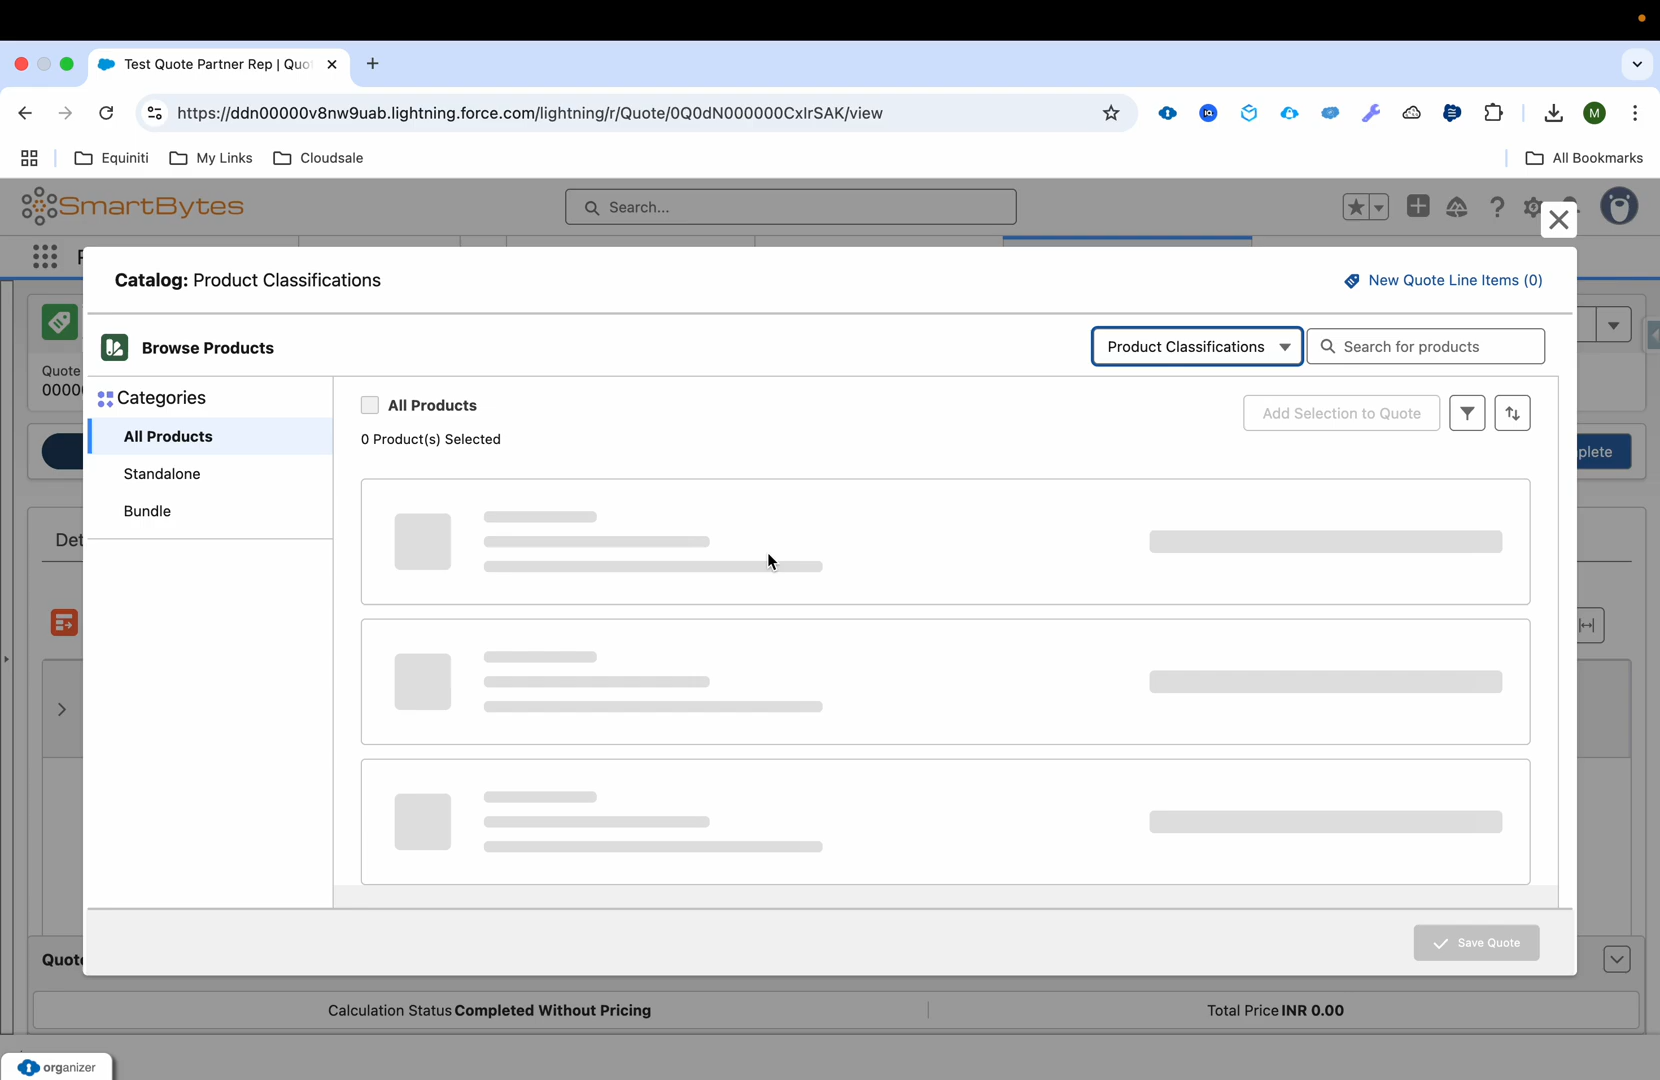 Test Quote Partner Rep | Quo
https://ddn00000v8nw9uab.lightning.force.com/lightning/r/Quote/0Q0dN000000CxIrSAK/view
M
Equiniti
My Links
Cloudsale
All Bookmarks
SmartBytes
Search...
Catalog: Product Classifications
New Quote Line Items (0)
Browse Products
Product Classifications
Search for products
Quote
0000
Categories
All Products
Standalone
Bundle
All Products
0 Product(s) Selected
Add Selection to Quote
plete
Det
Save Quote
Quote
Calculation Status Completed Without Pricing
Total Price INR 0.00
organizer